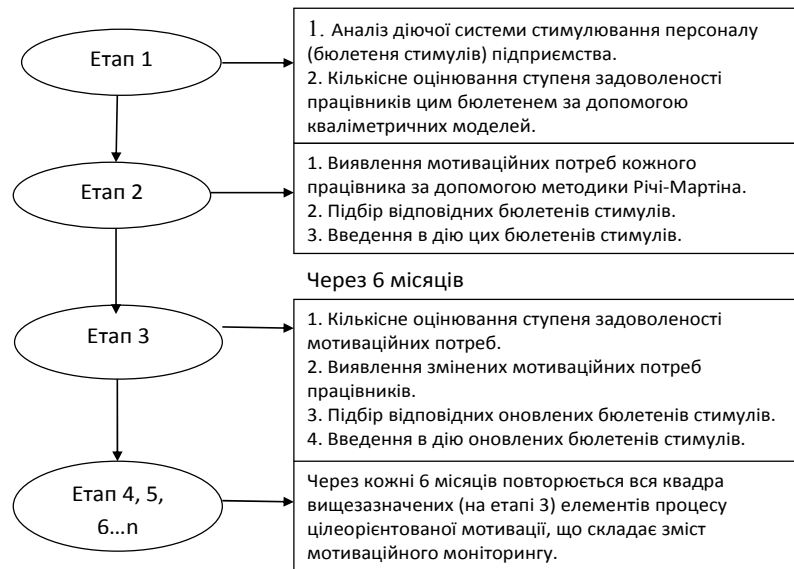 Етап 1
1. Аналіз діючої системи стимулювання персоналу
(бюлетеня стимулів) підприємства.
2. Кількісне оцінювання ступеня задоволеності
працівників цим бюлетенем за допомогою
кваліметричних моделей.
Етап 2
1. Виявлення мотиваційних потреб кожного
працівника за допомогою методики Річі-Мартіна.
2. Підбір відповідних бюлетенів стимулів.
3. Введення в дію цих бюлетенів стимулів.
Через 6 місяців
Етап 3
1. Кількісне оцінювання ступеня задоволеності
мотиваційних потреб.
2. Виявлення змінених мотиваційних потреб
працівників.
3. Підбір відповідних оновлених бюлетенів стимулів.
4. Введення в дію оновлених бюлетенів стимулів.
Етап 4, 5,
6...n
Через кожні 6 місяців повторюється вся квадра
вищезазначених (на етапі 3) елементів процесу
цілеорієнтованої мотивації, що складає зміст
мотиваційного моніторингу.